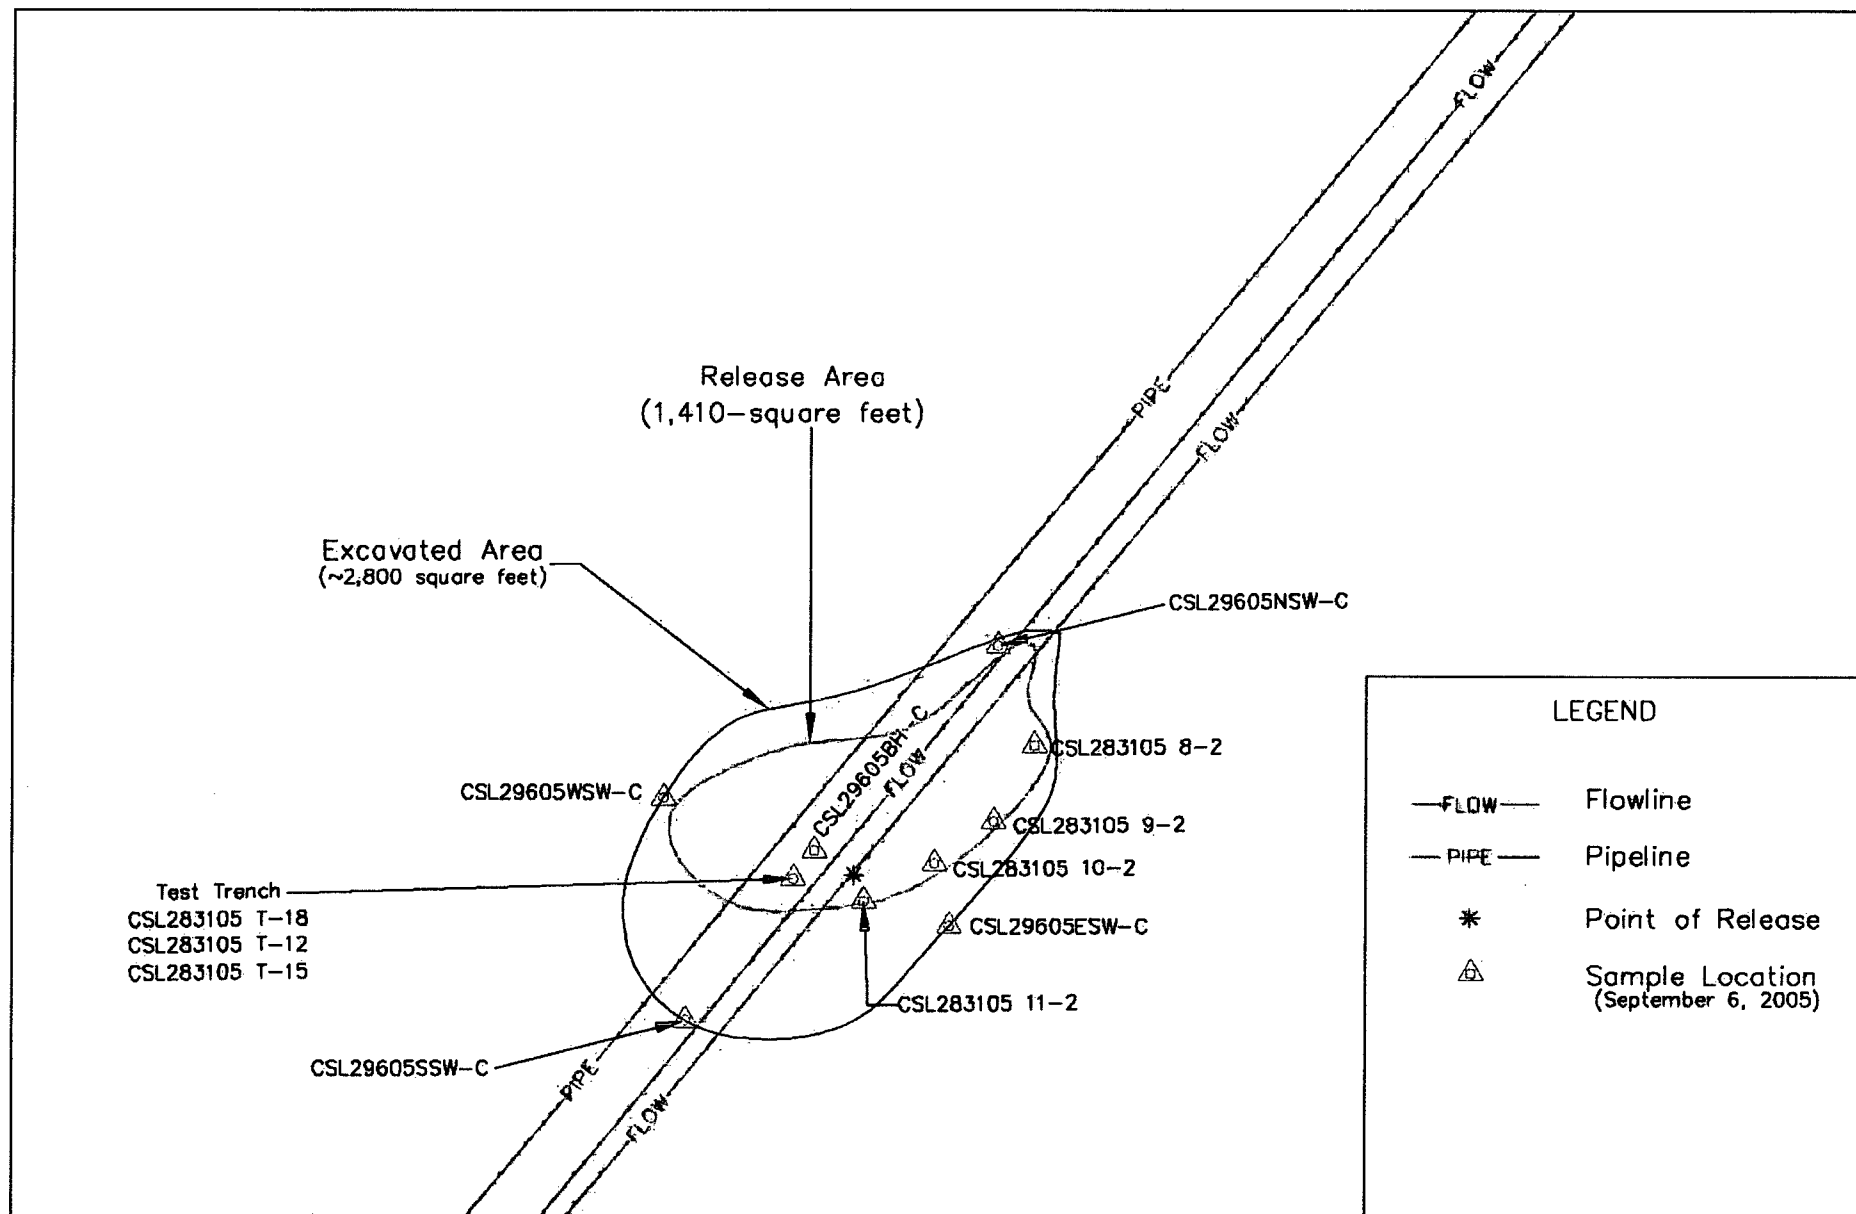 FLOW
PIPE
FLOW
Release Area
(1,410-square feet)
Excavated Area
(~2,800 square feet)
CSL29605NSW-C
CSL29605BH-C
FLOW
CSL283105 8-2
CSL29605WSW-C
CSL283105 9-2
CSL283105 10-2
Test Trench
CSL283105 T-18
CSL283105 T-12
CSL283105 T-15
CSL29605ESW-C
CSL283105 11-2
CSL29605SSW-C
PIPE
FLOW
LEGEND
FLOW Flowline
PIPE Pipeline
Point of Release
Sample Location
(September 6, 2005)